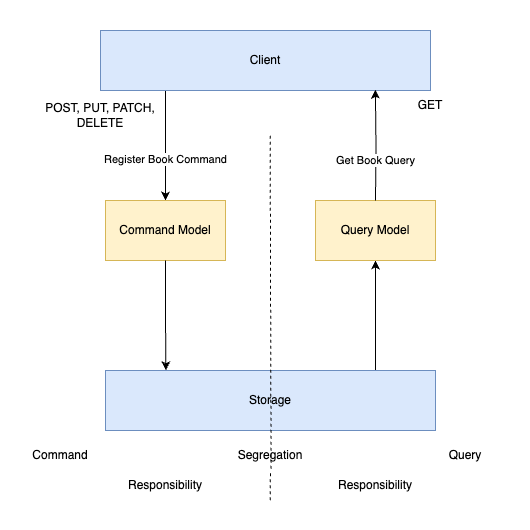 Client
POST, PUT, PATCH,
DELETE
GET
Register Book Command
Get Book Query
Command Model
Query Model
Storage
Command
Segregation
Query
Responsibility
Responsibility